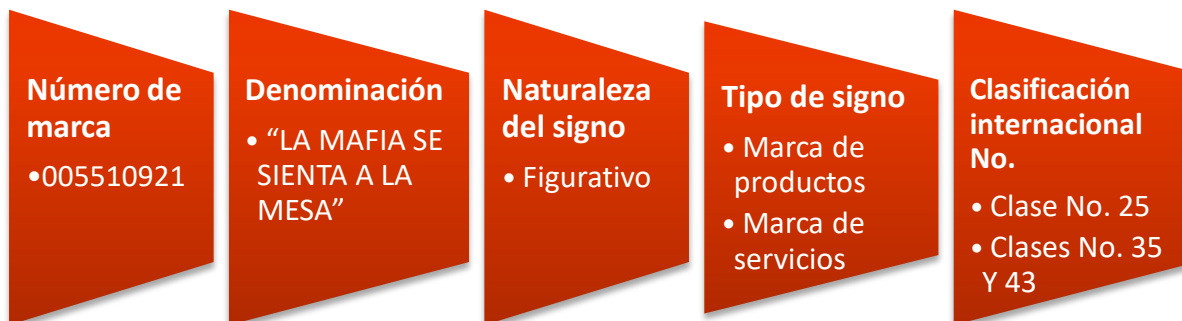 Número de
marca
•005510921
Denominación
• “LA MAFIA SE
SIENTA A LA
MESA”
Naturaleza
del signo
• Figurativo
Tipo de signo
• Marca de
productos
• Marca de
servicios
Clasificación
internacional
No.
• Clase No. 25
• Clases No. 35
Y 43